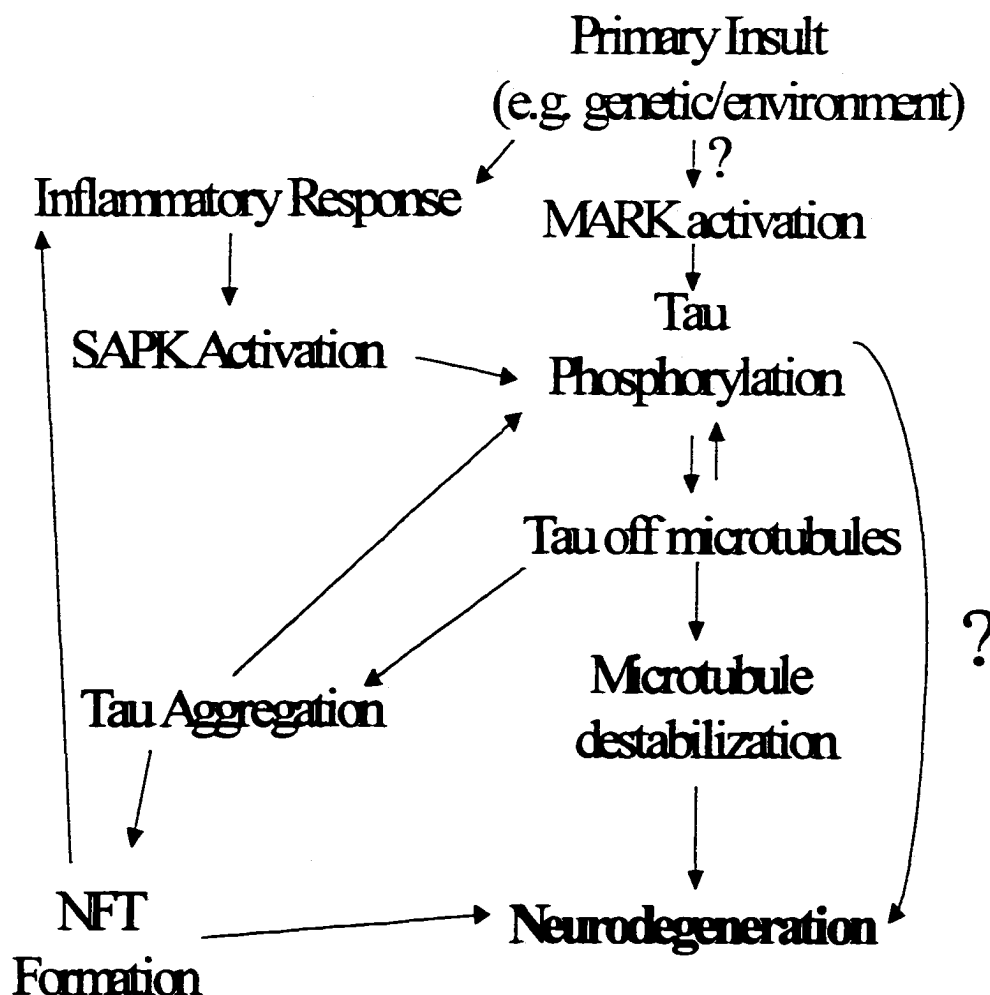 Primary Insult
(e.g. genetic/environment)
?
Inflammatory Response
MARK activation
Tau
SAPK Activation
Phosphorylation
Tau off microtubules
?
Microtubule
Tau Aggregation
destabilization
NFT
Neurodegeneration
Formation